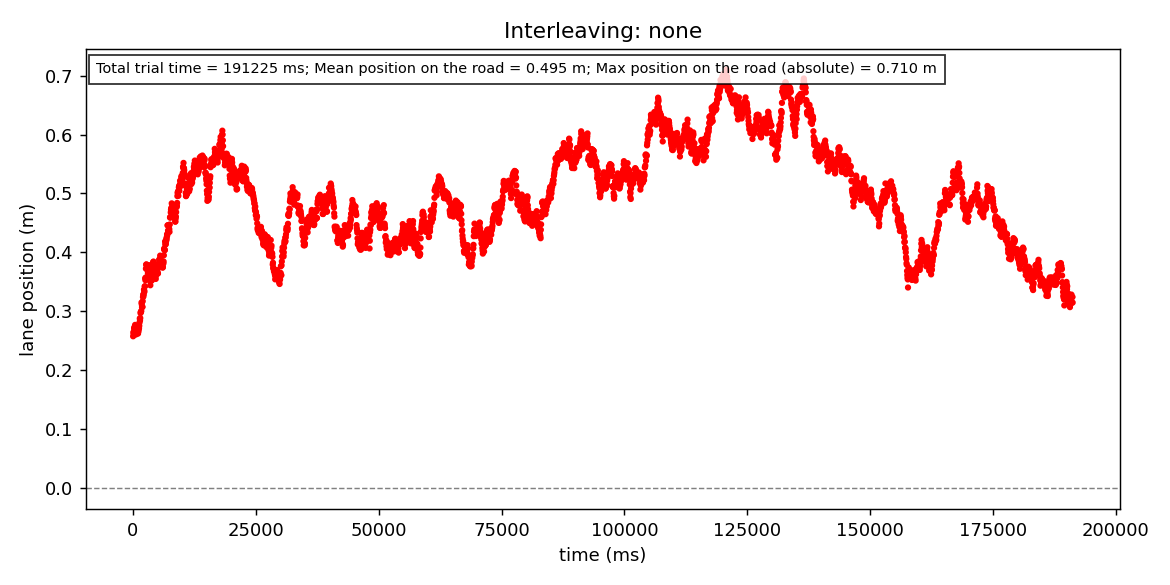 Interleaving: none
Total trial time = 191225 ms; Mean position on the road = 0.495 m; Max position on the road (absolute) = 0.710 m
lane position (m)
0.7
0.6
0.5
0.4
0.3
0.2
0.1
0.0
0 25000 50000 75000 100000 125000 150000 175000 200000
time (ms)